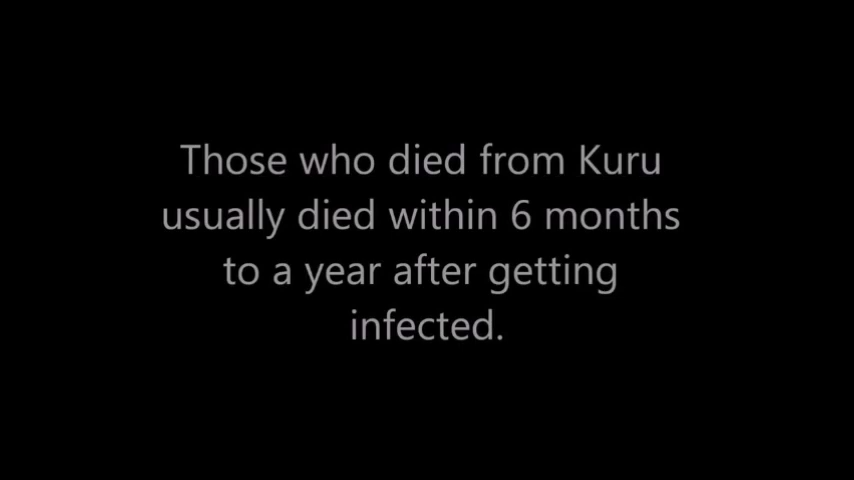 Those who died from Kuru
usually died within 6 months
to a year after getting
infected.